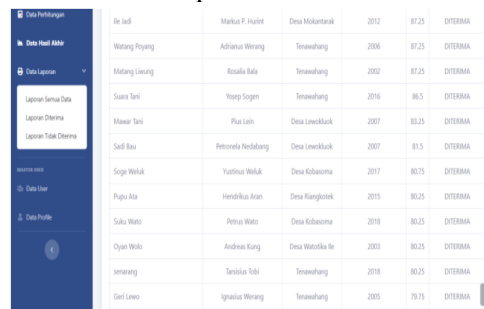 Data Perhitungan
Data Hasil Akhir
Data Laporan
Laporan Semua Data
Laporan Diterima
Laporan Tidak Diterima
MASTER USER
Data User
Data Profile
Ile Jadi Markus P. Hurint Desa Mokantarak 2012 87.25 DITERIMA
Watang Poyang Adrianus Werang Tenawahang 2006 87.25 DITERIMA
Matang Liwung Rosalia Bala Tenawahang 2002 87.25 DITERIMA
Suara Tani Yosep Sogen Tenawahang 2016 86.5 DITERIMA
Mawar Tani Pius Lein Desa Lewokluok 2007 83.25 DITERIMA
Sadi Bau Petronela Nedabang Desa Lewokluok 2007 81.5 DITERIMA
Soge Weluk Yustinus Weluk Desa Kobasoma 2017 80.75 DITERIMA
Pupu Ata Hendrikus Aran Desa Riangkotek 2015 80.25 DITERIMA
Suku Wato Petrus Wato Desa Kobasoma 2018 80.25 DITERIMA
Oyan Wolo Andreas Kung Desa Watotika Ile 2003 80.25 DITERIMA
senarang Tarsisius Tobi Tenawahang 2018 80.25 DITERIMA
Geri Lewo Ignasius Werang Tenawahang 2005 79.75 DITERIMA